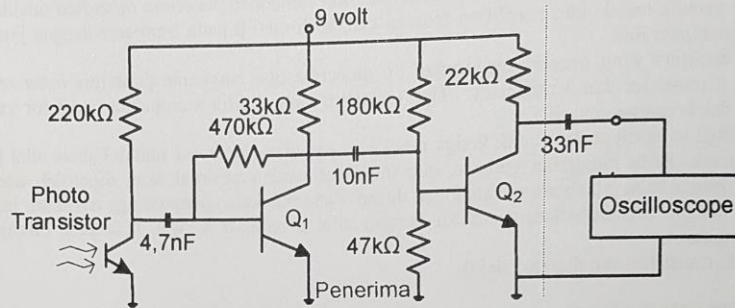 9 volt
220kΩ
33kΩ
180kΩ
22kΩ
470kΩ
10nF
33nF
Photo
Transistor
4,7nF
Q1
47kΩ
Q2
Oscilloscope
Penerima